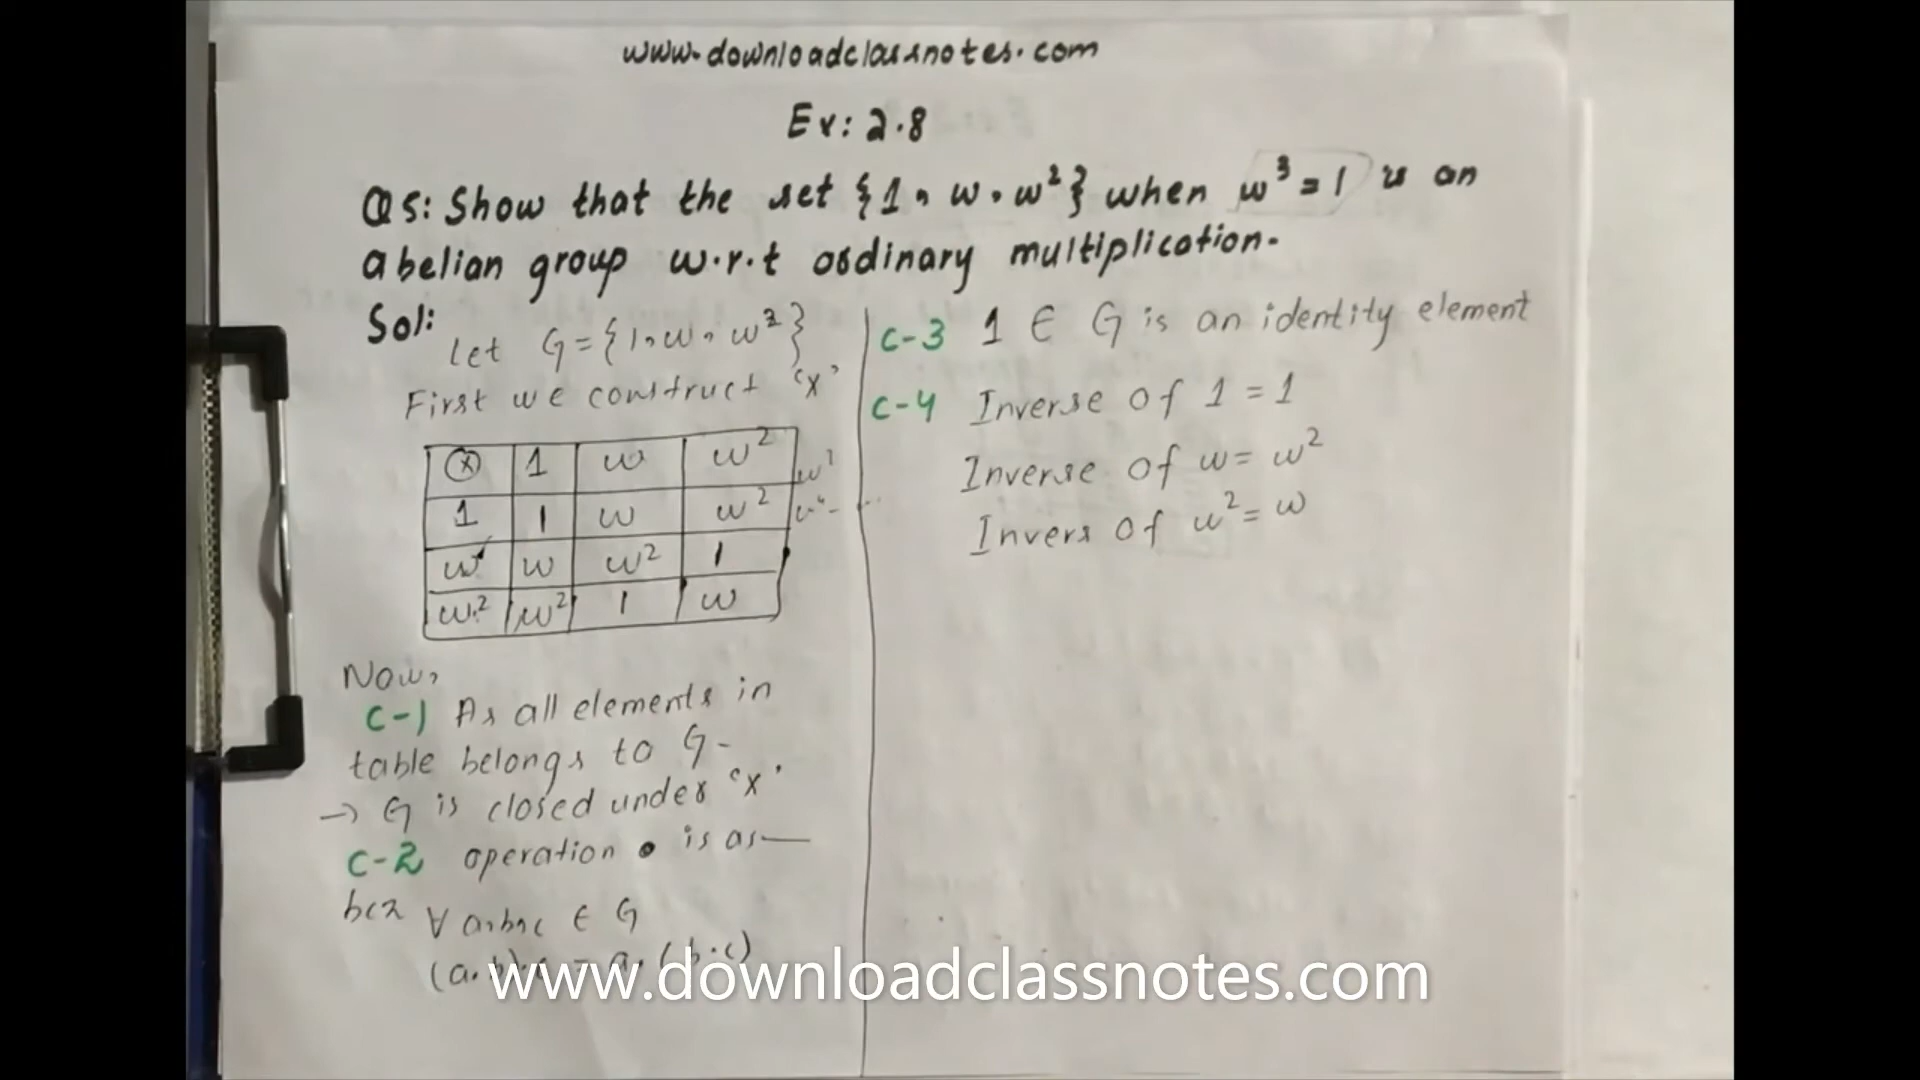 www.downloadclassnotes.com
Ex: 2.8
Q5: Show that the set {1, w, w²} when w³ = 1 is an
abelian group w.r.t ordinary multiplication.
Sol:
Let G = {1, w, w²}
First we construct 'x'
⊗ 1 w w²
1 1 w w²
w w w² 1
w² w² 1 w
Now,
C-1 As all elements in
table belongs to G-
→ G is closed under 'x'
C-2 operation • is as—
bcz ∀ a,b,c ∈ G
(a.b).c = a.(b.c)
C-3 1 ∈ G is an identity element
C-4 Inverse of 1 = 1
Inverse of w = w²
Invers of w² = w
www.downloadclassnotes.com